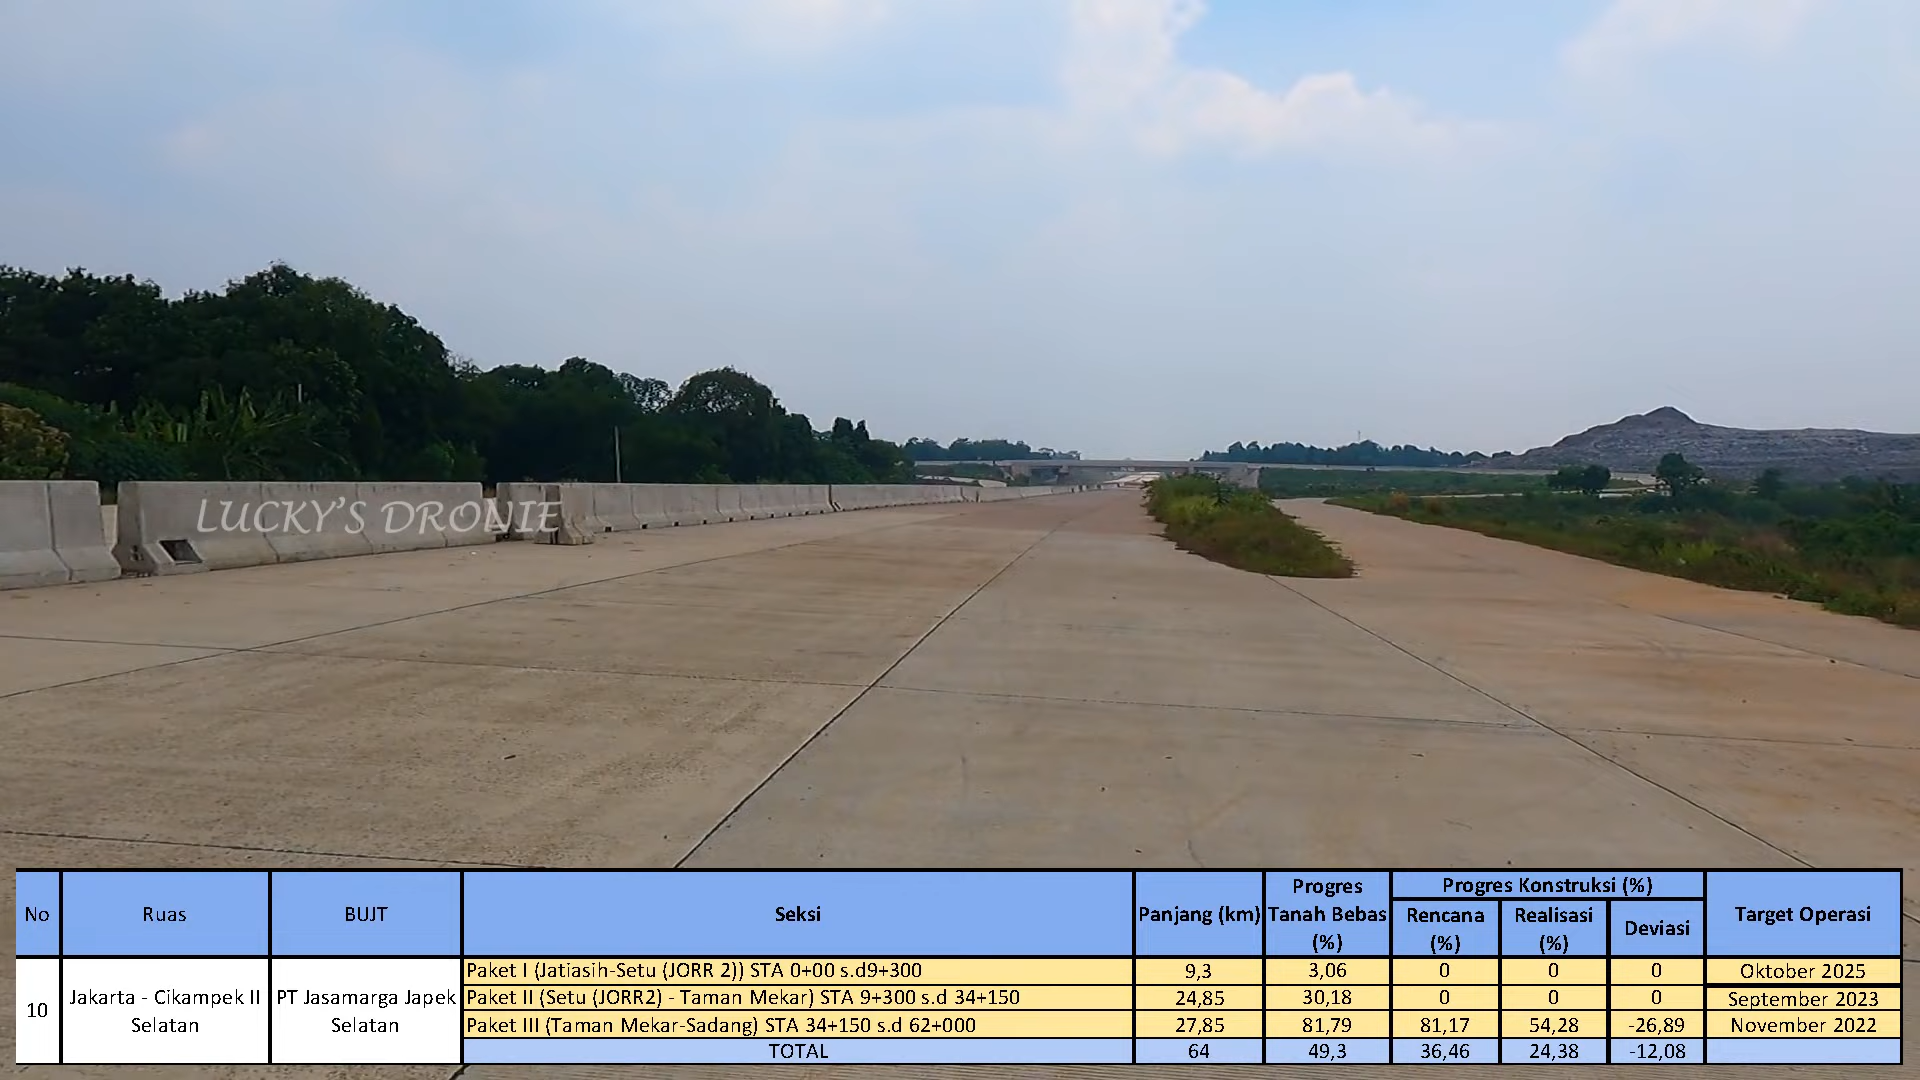 LUCKY'S DRONIE
No Ruas BUJT Seksi Panjang (km) Progres Tanah Bebas (%) Progres Konstruksi (%) Rencana (%) Realisasi (%) Deviasi Target Operasi
10 Jakarta - Cikampek II Selatan PT Jasamarga Japek Selatan
Paket I (Jatiasih-Setu (JORR 2)) STA 0+00 s.d9+300 9,3 3,06 0 0 0 Oktober 2025
Paket II (Setu (JORR2) - Taman Mekar) STA 9+300 s.d 34+150 24,85 30,18 0 0 0 September 2023
Paket III (Taman Mekar-Sadang) STA 34+150 s.d 62+000 27,85 81,79 81,17 54,28 -26,89 November 2022
TOTAL 64 49,3 36,46 24,38 -12,08